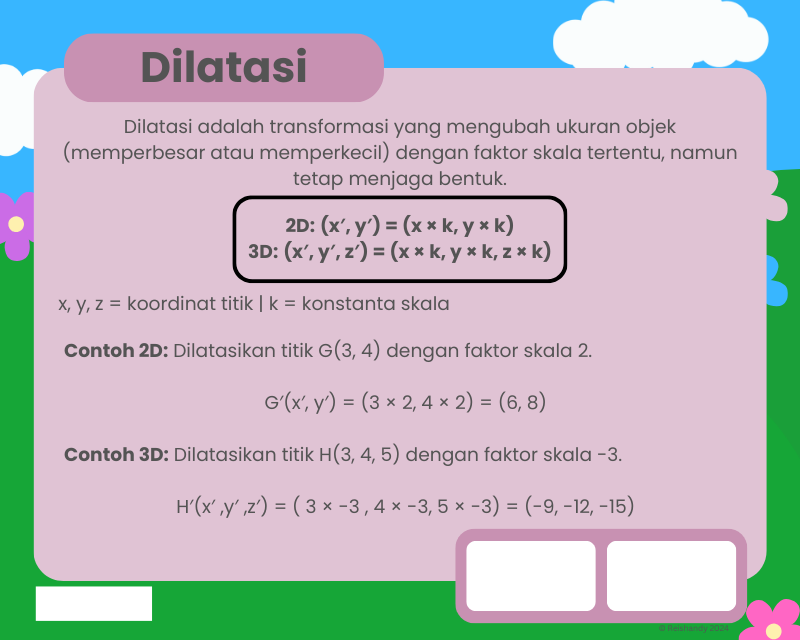 Dilatasi
Dilatasi adalah transformasi yang mengubah ukuran objek
(memperbesar atau memperkecil) dengan faktor skala tertentu, namun
tetap menjaga bentuk.
2D: (x′, y′) = (x × k, y × k)
3D: (x′, y′, z′) = (x × k, y × k, z × k)
x, y, z = koordinat titik | k = konstanta skala
Contoh 2D: Dilatasikan titik G(3, 4) dengan faktor skala 2.
G′(x′, y′) = (3 × 2, 4 × 2) = (6, 8)
Contoh 3D: Dilatasikan titik H(3, 4, 5) dengan faktor skala −3.
H′(x′ ,y′ ,z′) = ( 3 × −3 , 4 × −3, 5 × −3) = (−9, −12, −15)
© Reishandy 2024